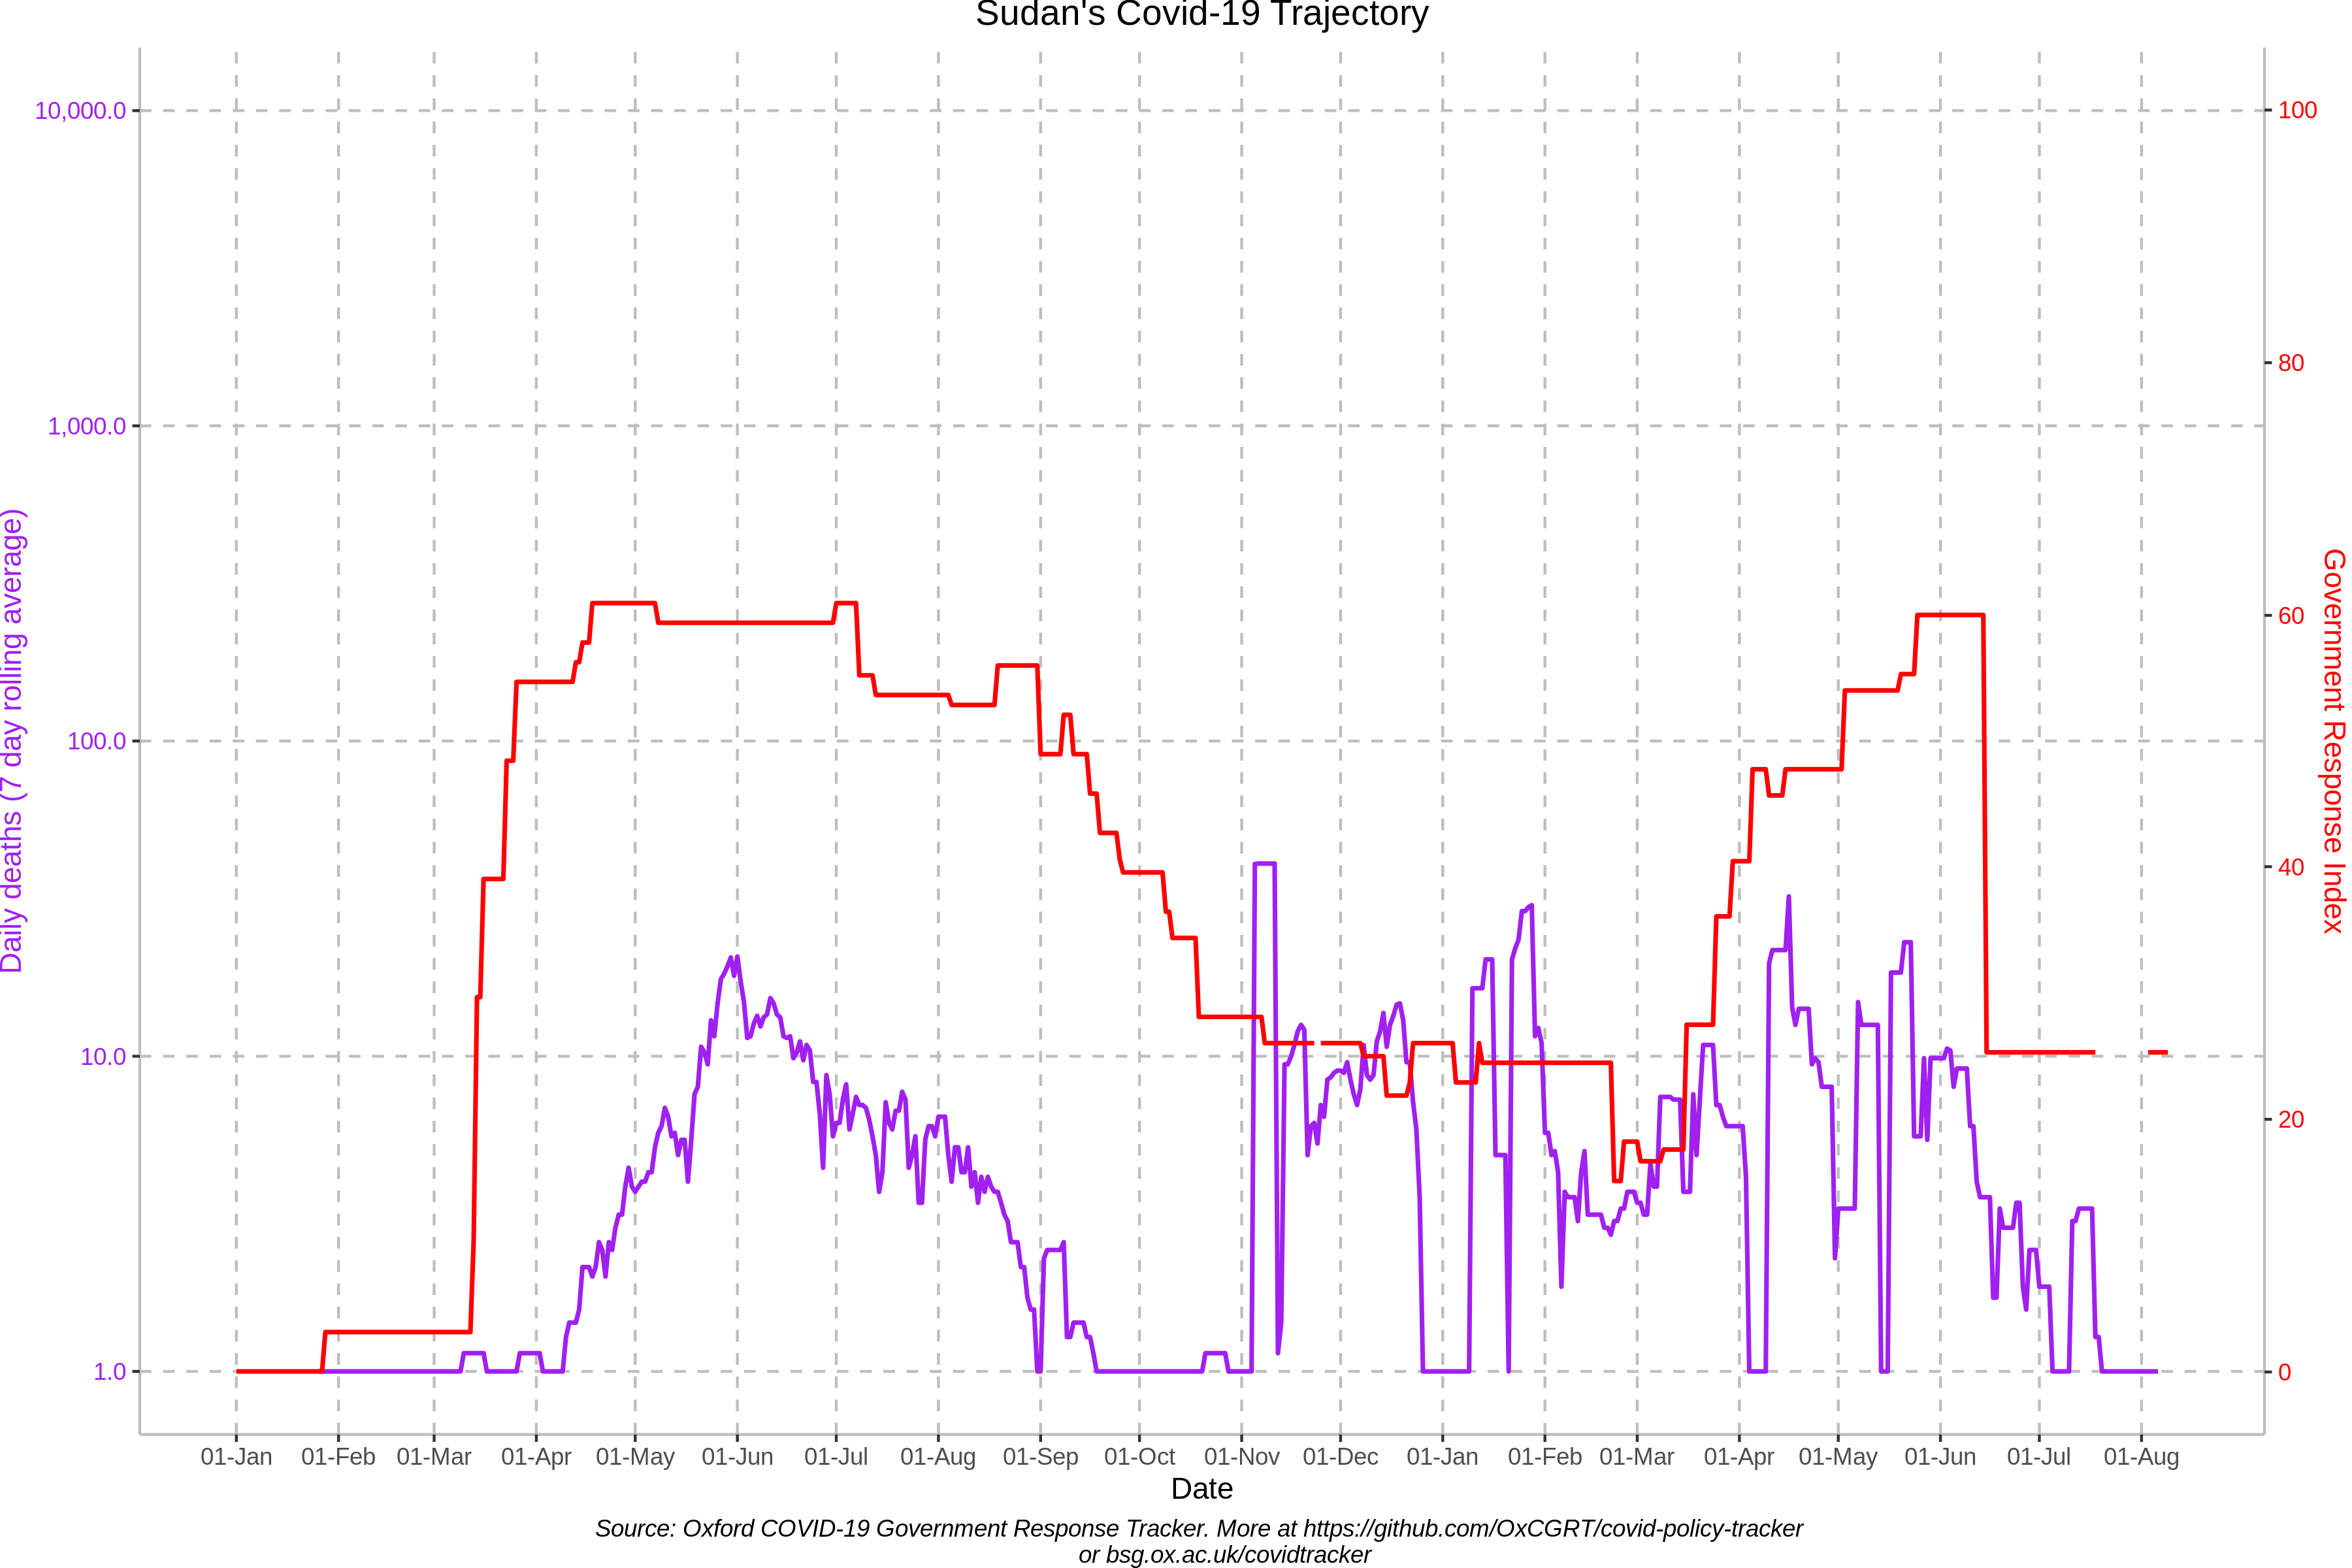 Sudan's Covid-19 Trajectory
10,000.0
1,000.0
100.0
10.0
1.0
Daily deaths (7 day rolling average)
100
80
60
40
20
0
Government Response Index
01-Jan 01-Feb 01-Mar 01-Apr 01-May 01-Jun 01-Jul 01-Aug 01-Sep 01-Oct 01-Nov 01-Dec 01-Jan 01-Feb 01-Mar 01-Apr 01-May 01-Jun 01-Jul 01-Aug
Date
Source: Oxford COVID-19 Government Response Tracker. More at https://github.com/OxCGRT/covid-policy-tracker
or bsg.ox.ac.uk/covidtracker